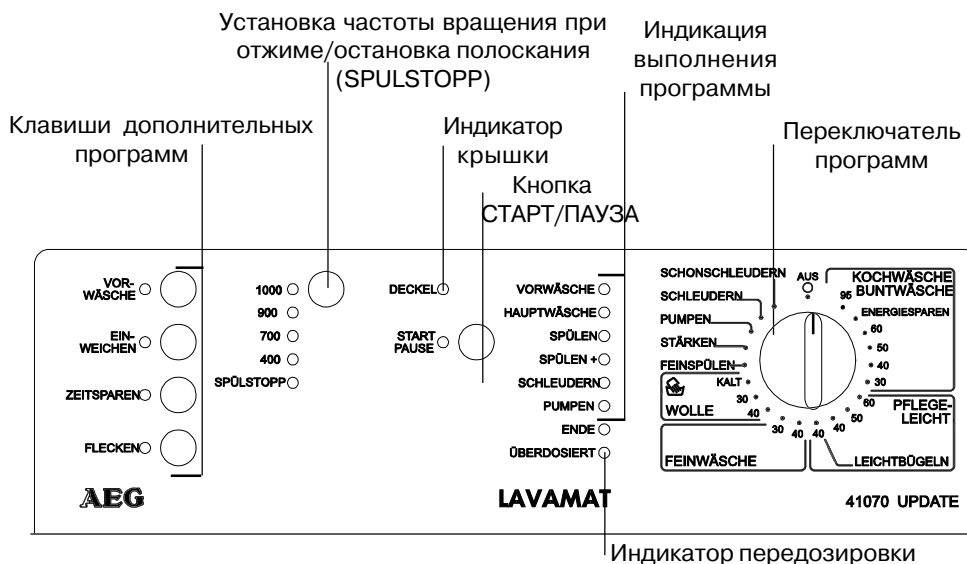 Установка частоты вращения при
отжиме/остановка полоскания
(SPULSTOPP)
Индикация
выполнения
программы
Клавиши дополнительных
программ
Индикатор
крышки
Кнопка
СТАРТ/ПАУЗА
Переключатель
программ
VOR-
WÄSCHE
EIN-
WEICHEN
ZEITSPAREN
FLECKEN
1000
900
700
400
SPÜLSTOPP
DECKEL
START
PAUSE
VORWÄSCHE
HAUPTWÄSCHE
SPÜLEN
SPÜLEN +
SCHLEUDERN
PUMPEN
ENDE
ÜBERDOSIERT
SCHONSCHLEUDERN
SCHLEUDERN
PUMPEN
STÄRKEN
FEINSPÜLEN
KALT
30
40
WOLLE
30
40
FEINWÄSCHE
AUS
KOCHWÄSCHE
BUNTWÄSCHE
95
ENERGIESPAREN
60
50
40
30
60
50
40
40
PFLEGE-
LEICHT
LEICHTBÜGELN
AEG
LAVAMAT
41070 UPDATE
Индикатор передозировки